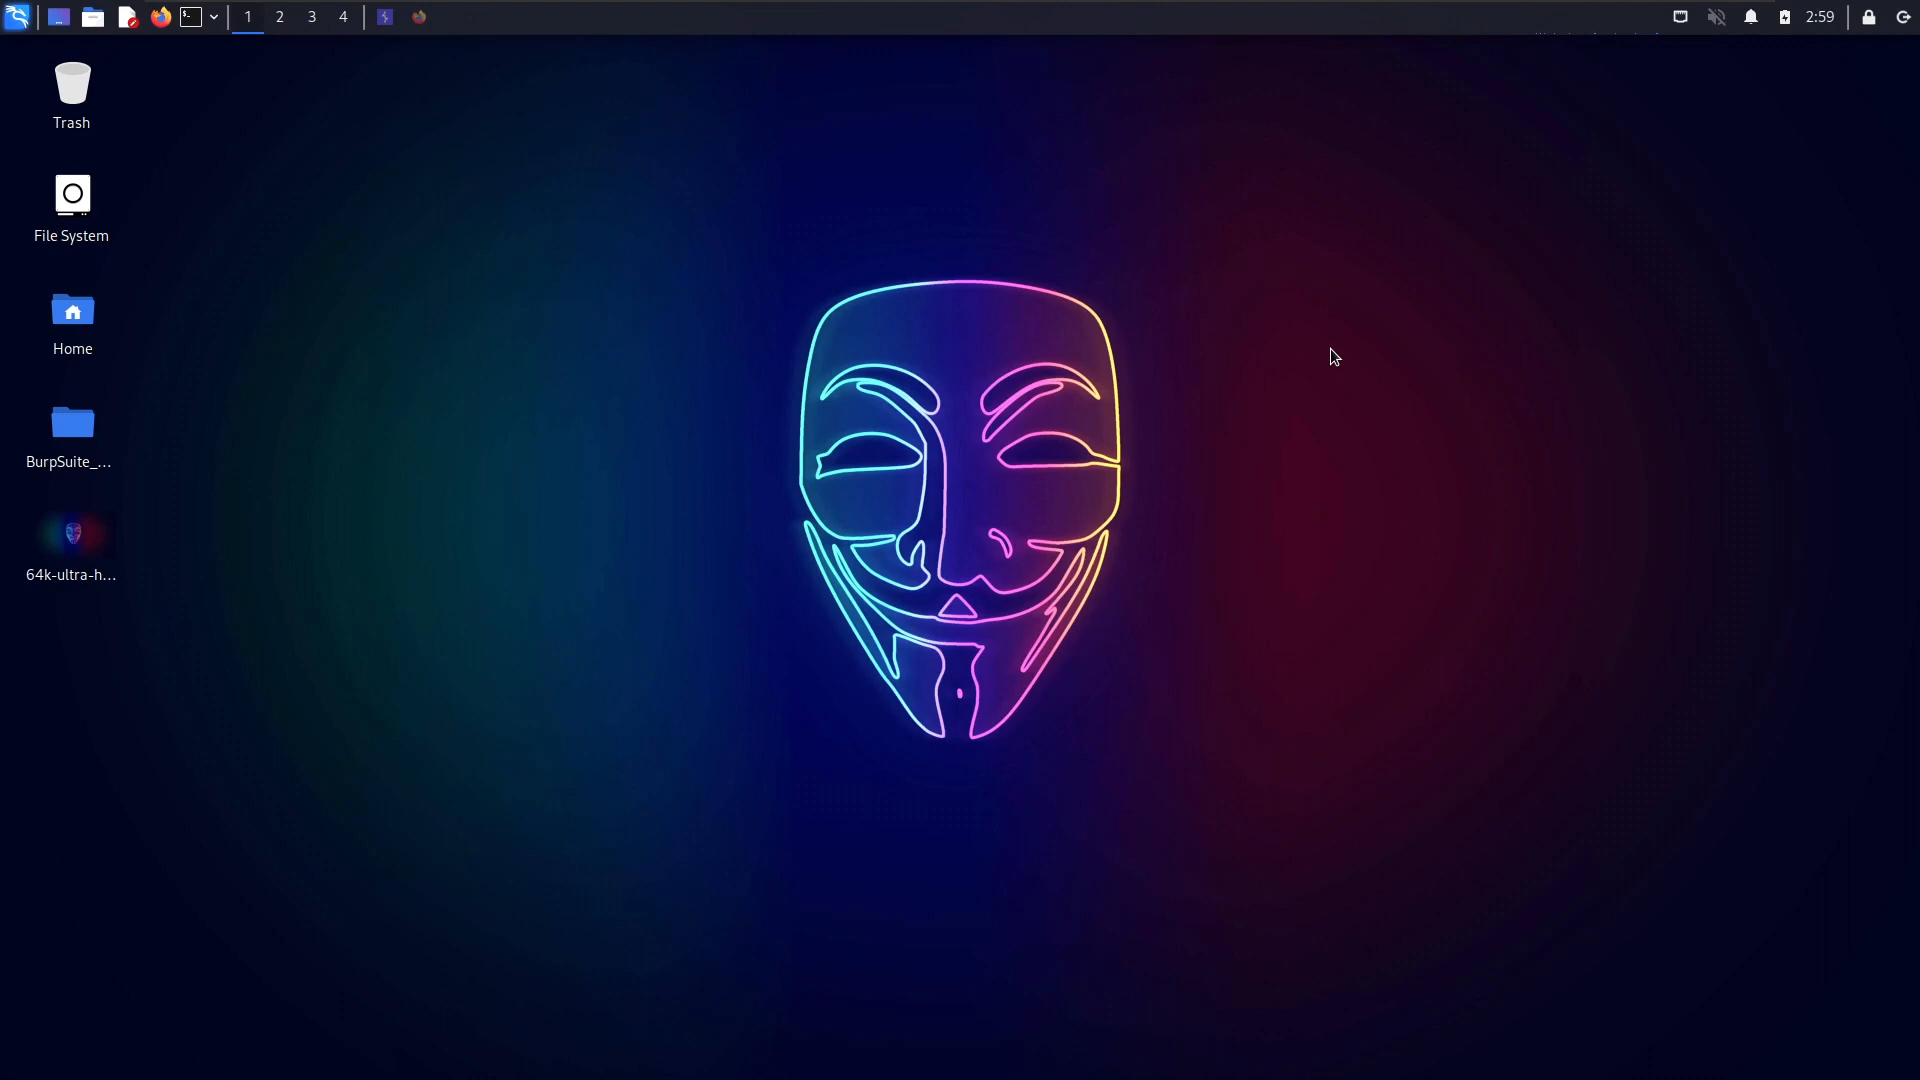 1 2 3 4
2:59
Trash
File System
Home
BurpSuite_...
64k-ultra-h...